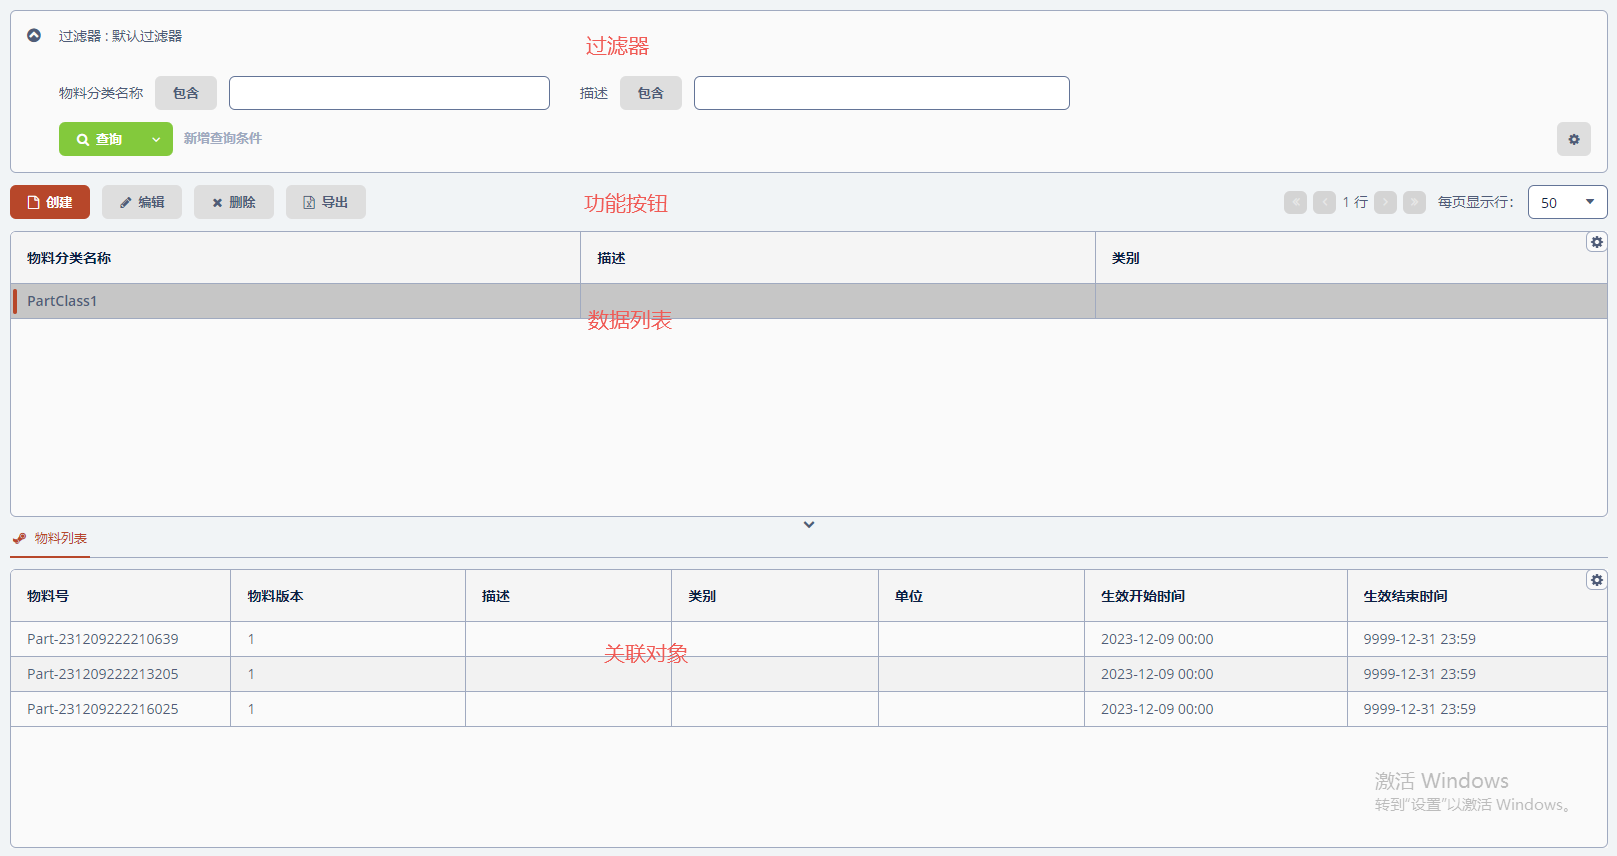 过滤器 : 默认过滤器
过滤器
物料分类名称 包含 描述 包含
查询 新增查询条件
创建 编辑 删除 导出 功能按钮 1 行 每页显示行: 50
物料分类名称 描述 类别
PartClass1
数据列表
物料列表
物料号 物料版本 描述 类别 单位 生效开始时间 生效结束时间
Part-231209222210639 1 2023-12-09 00:00 9999-12-31 23:59
关联对象
Part-231209222213205 1 2023-12-09 00:00 9999-12-31 23:59
Part-231209222216025 1 2023-12-09 00:00 9999-12-31 23:59
激活 Windows
转到"设置"以激活 Windows。